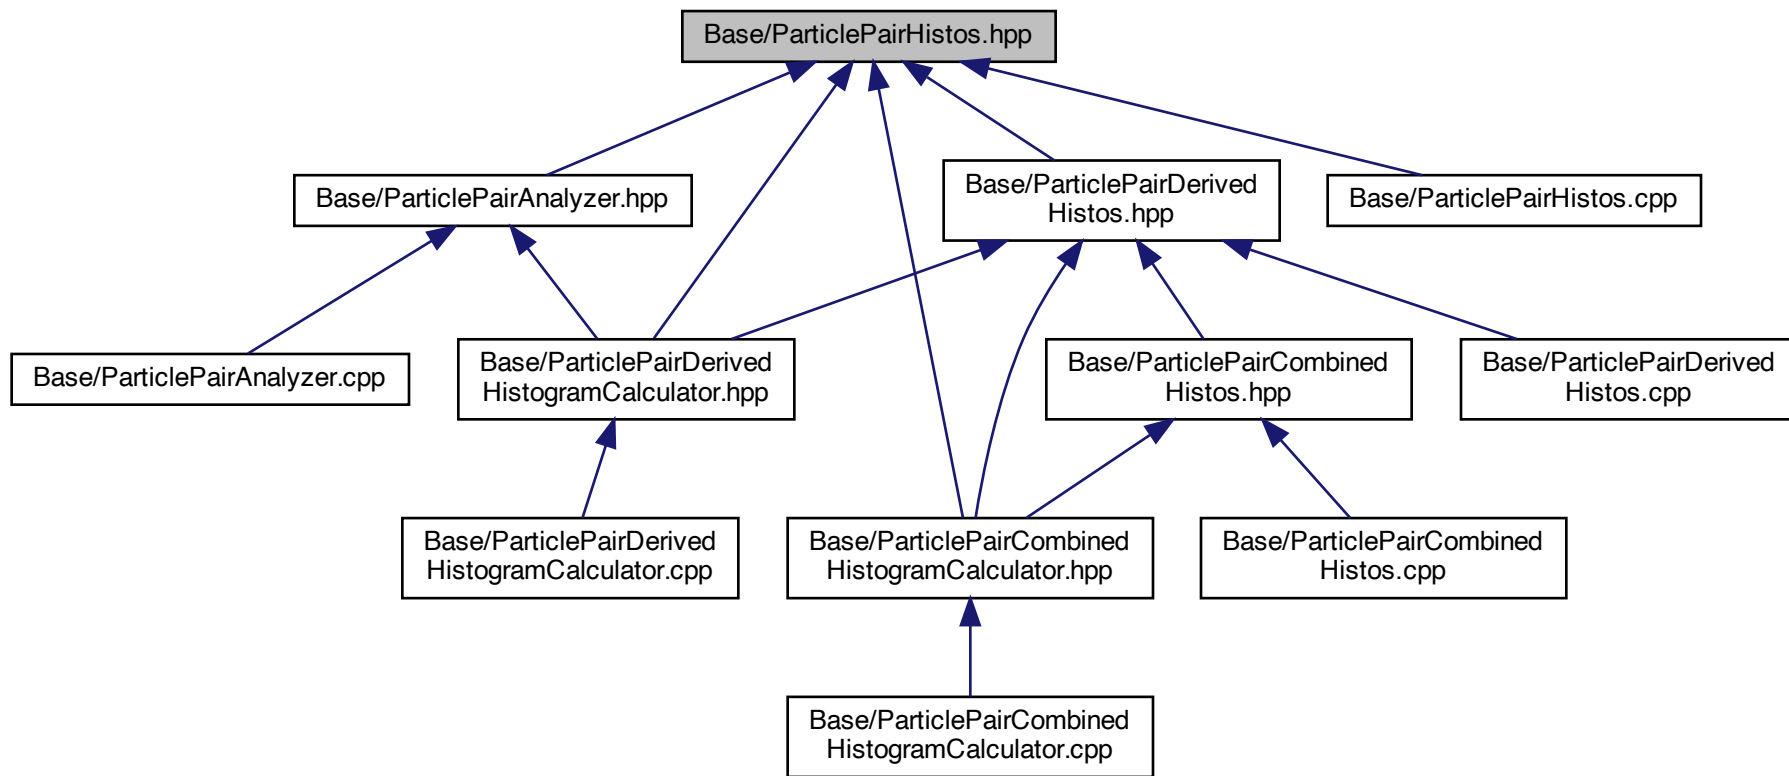 Base/ParticlePairHistos.hpp
Base/ParticlePairAnalyzer.hpp
Base/ParticlePairDerived
Histos.hpp
Base/ParticlePairHistos.cpp
Base/ParticlePairAnalyzer.cpp
Base/ParticlePairDerived
HistogramCalculator.hpp
Base/ParticlePairCombined
Histos.hpp
Base/ParticlePairDerived
Histos.cpp
Base/ParticlePairDerived
HistogramCalculator.cpp
Base/ParticlePairCombined
HistogramCalculator.hpp
Base/ParticlePairCombined
Histos.cpp
Base/ParticlePairCombined
HistogramCalculator.cpp